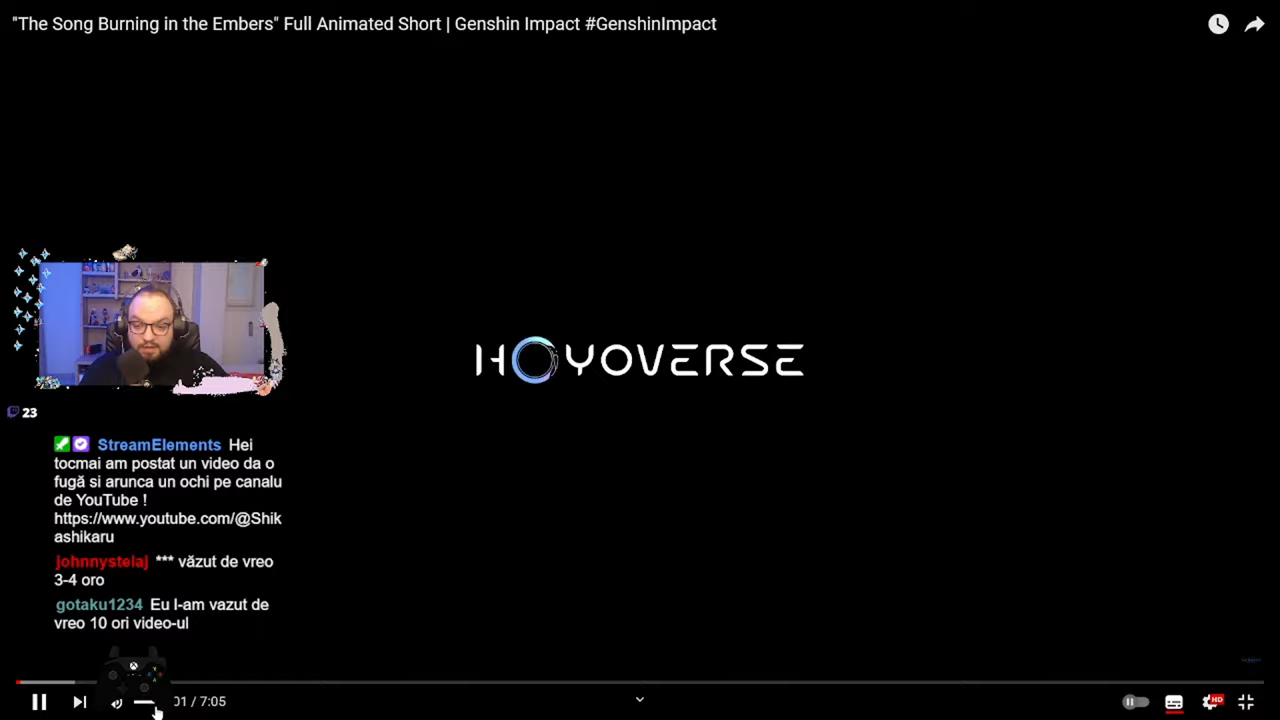 "The Song Burning in the Embers" Full Animated Short | Genshin Impact #GenshinImpact
HOYOVERSE
23
StreamElements Hei
tocmai am postat un video da o
fugă si arunca un ochi pe canalu
de YouTube !
https://www.youtube.com/@Shik
ashikaru
johnnystelaj *** văzut de vreo
3-4 oro
gotaku1234 Eu l-am vazut de
vreo 10 ori video-ul
01 / 7:05
HD